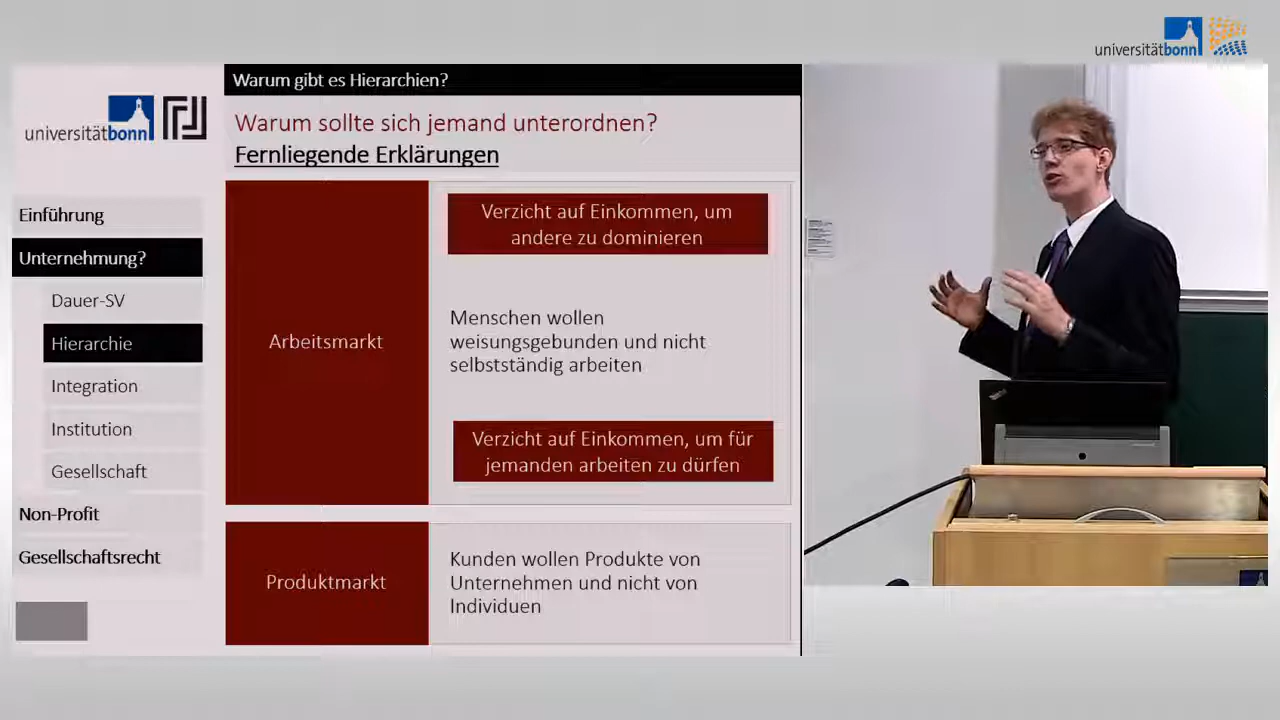 universitätbonn
Warum gibt es Hierarchien?
universitätbonn
Warum sollte sich jemand unterordnen?
Fernliegende Erklärungen
Einführung
Unternehmung?
Dauer-SV
Hierarchie
Integration
Institution
Gesellschaft
Non-Profit
Gesellschaftsrecht
Arbeitsmarkt
Verzicht auf Einkommen, um
andere zu dominieren
Menschen wollen
weisungsgebunden und nicht
selbstständig arbeiten
Verzicht auf Einkommen, um für
jemanden arbeiten zu dürfen
Produktmarkt
Kunden wollen Produkte von
Unternehmen und nicht von
Individuen